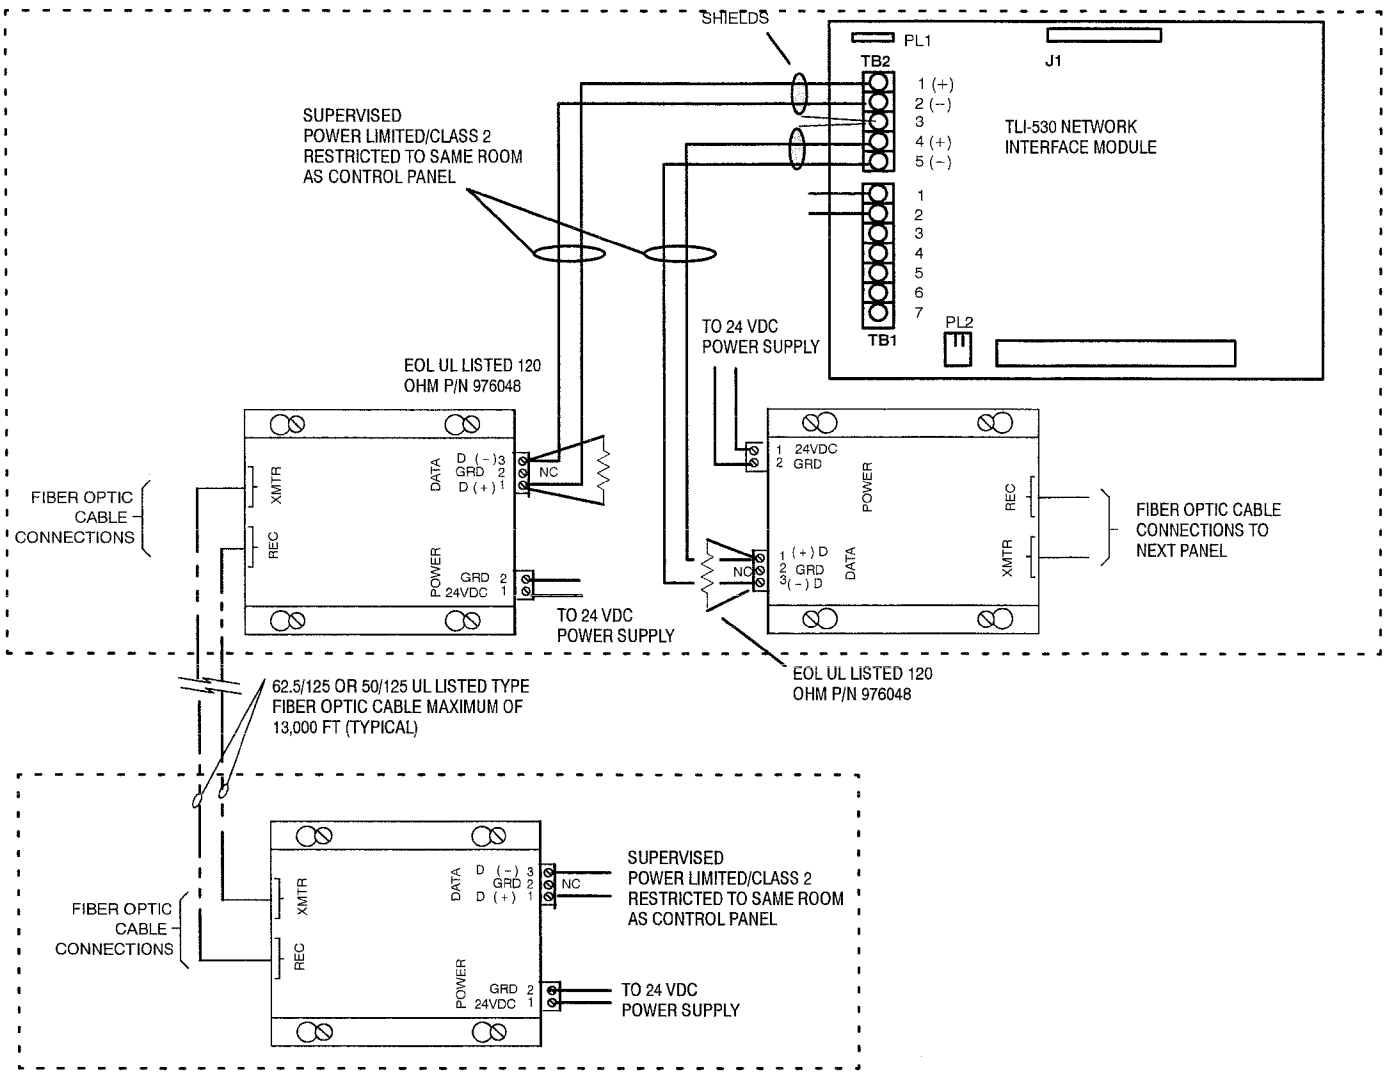 SHIELDS
PL1
J1
TB2
1 (+)
2 (−)
3
4 (+)
5 (−)
TLI-530 NETWORK
INTERFACE MODULE
SUPERVISED
POWER LIMITED/CLASS 2
RESTRICTED TO SAME ROOM
AS CONTROL PANEL
1
2
3
4
5
6
7
TB1
PL2
TO 24 VDC
POWER SUPPLY
EOL UL LISTED 120
OHM P/N 976048
FIBER OPTIC
CABLE
CONNECTIONS
XMTR
REC
DATA
D (−) 3
GRD 2
D (+) 1
NC
POWER
GRD 2
24VDC 1
TO 24 VDC
POWER SUPPLY
1 24VDC
2 GRD
POWER
1 (+) D
2 GRD
3 (−) D
NC
DATA
REC
XMTR
FIBER OPTIC CABLE
CONNECTIONS TO
NEXT PANEL
EOL UL LISTED 120
OHM P/N 976048
62.5/125 OR 50/125 UL LISTED TYPE
FIBER OPTIC CABLE MAXIMUM OF
13,000 FT (TYPICAL)
FIBER OPTIC
CABLE
CONNECTIONS
XMTR
REC
DATA
D (−) 3
GRD 2
D (+) 1
NC
SUPERVISED
POWER LIMITED/CLASS 2
RESTRICTED TO SAME ROOM
AS CONTROL PANEL
POWER
GRD 2
24VDC 1
TO 24 VDC
POWER SUPPLY